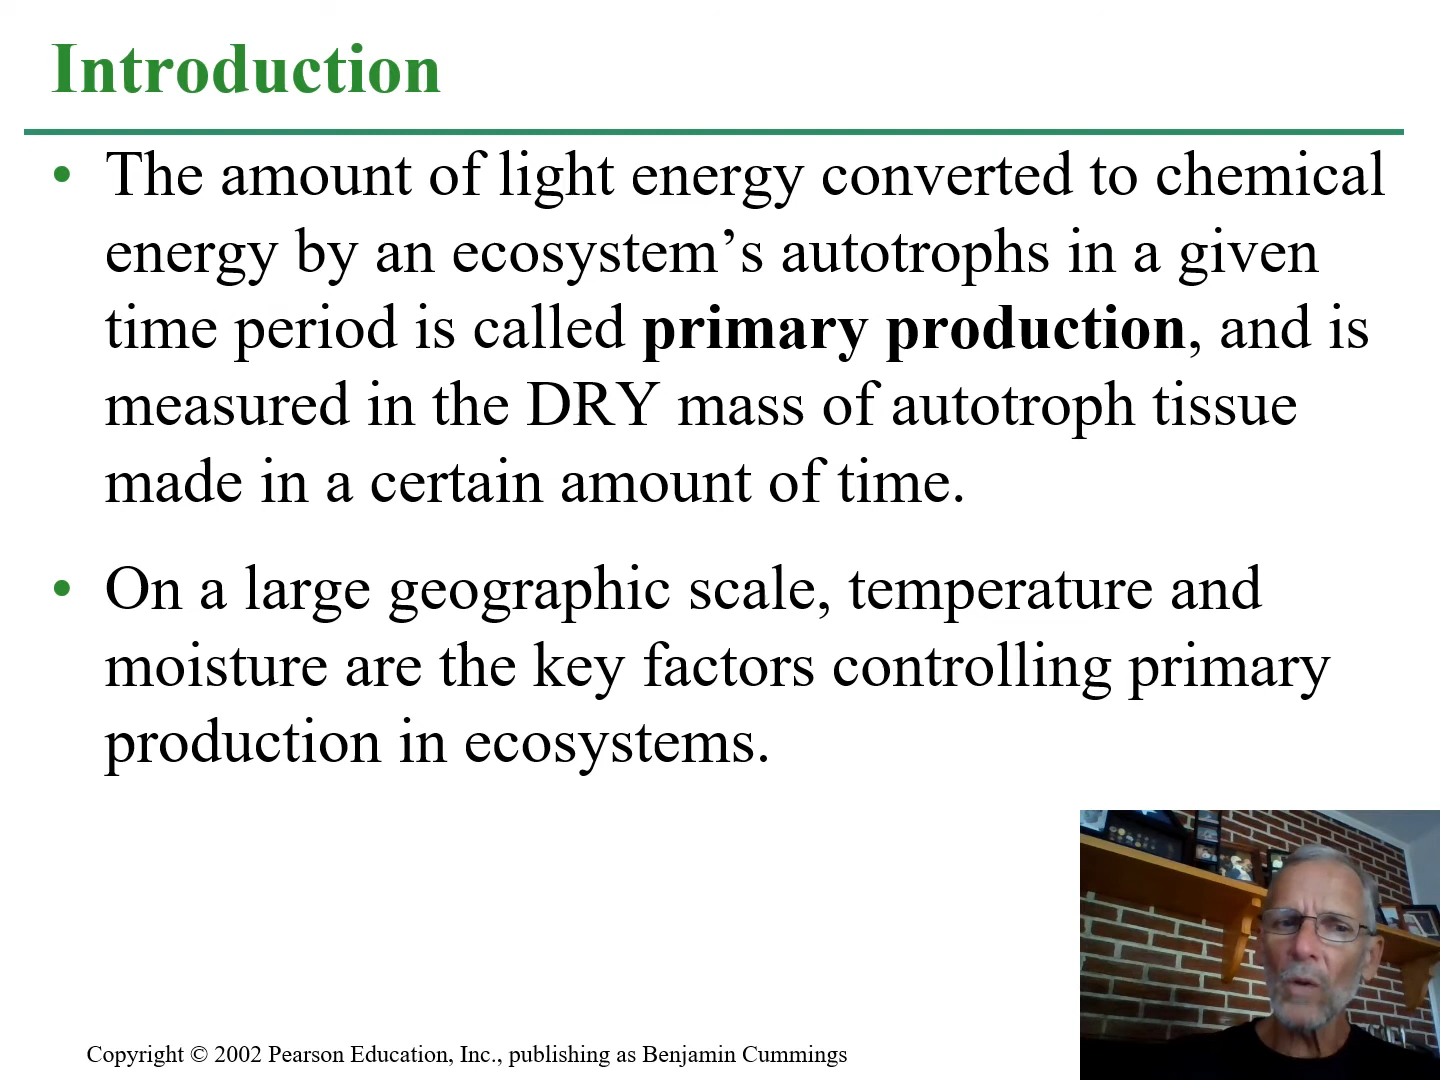 Introduction
• The amount of light energy converted to chemical
energy by an ecosystem’s autotrophs in a given
time period is called primary production, and is
measured in the DRY mass of autotroph tissue
made in a certain amount of time.
• On a large geographic scale, temperature and
moisture are the key factors controlling primary
production in ecosystems.
Copyright © 2002 Pearson Education, Inc., publishing as Benjamin Cummings